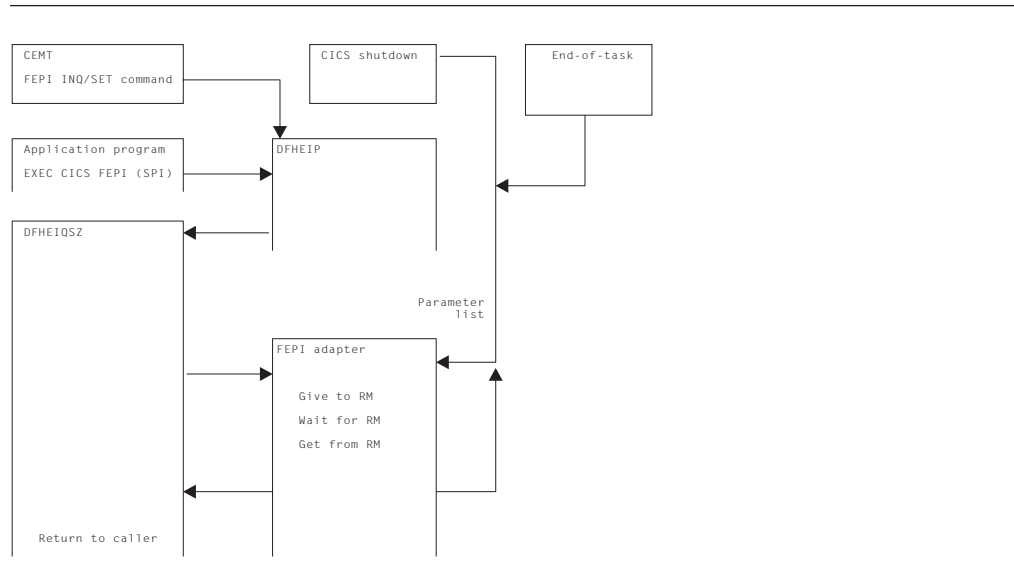 CEMT
FEPI INQ/SET command
CICS shutdown
End-of-task
Application program
EXEC CICS FEPI (SPI)
DFHEIP
DFHEIQSZ
Parameter
list
FEPI adapter
Give to RM
Wait for RM
Get from RM
Return to caller